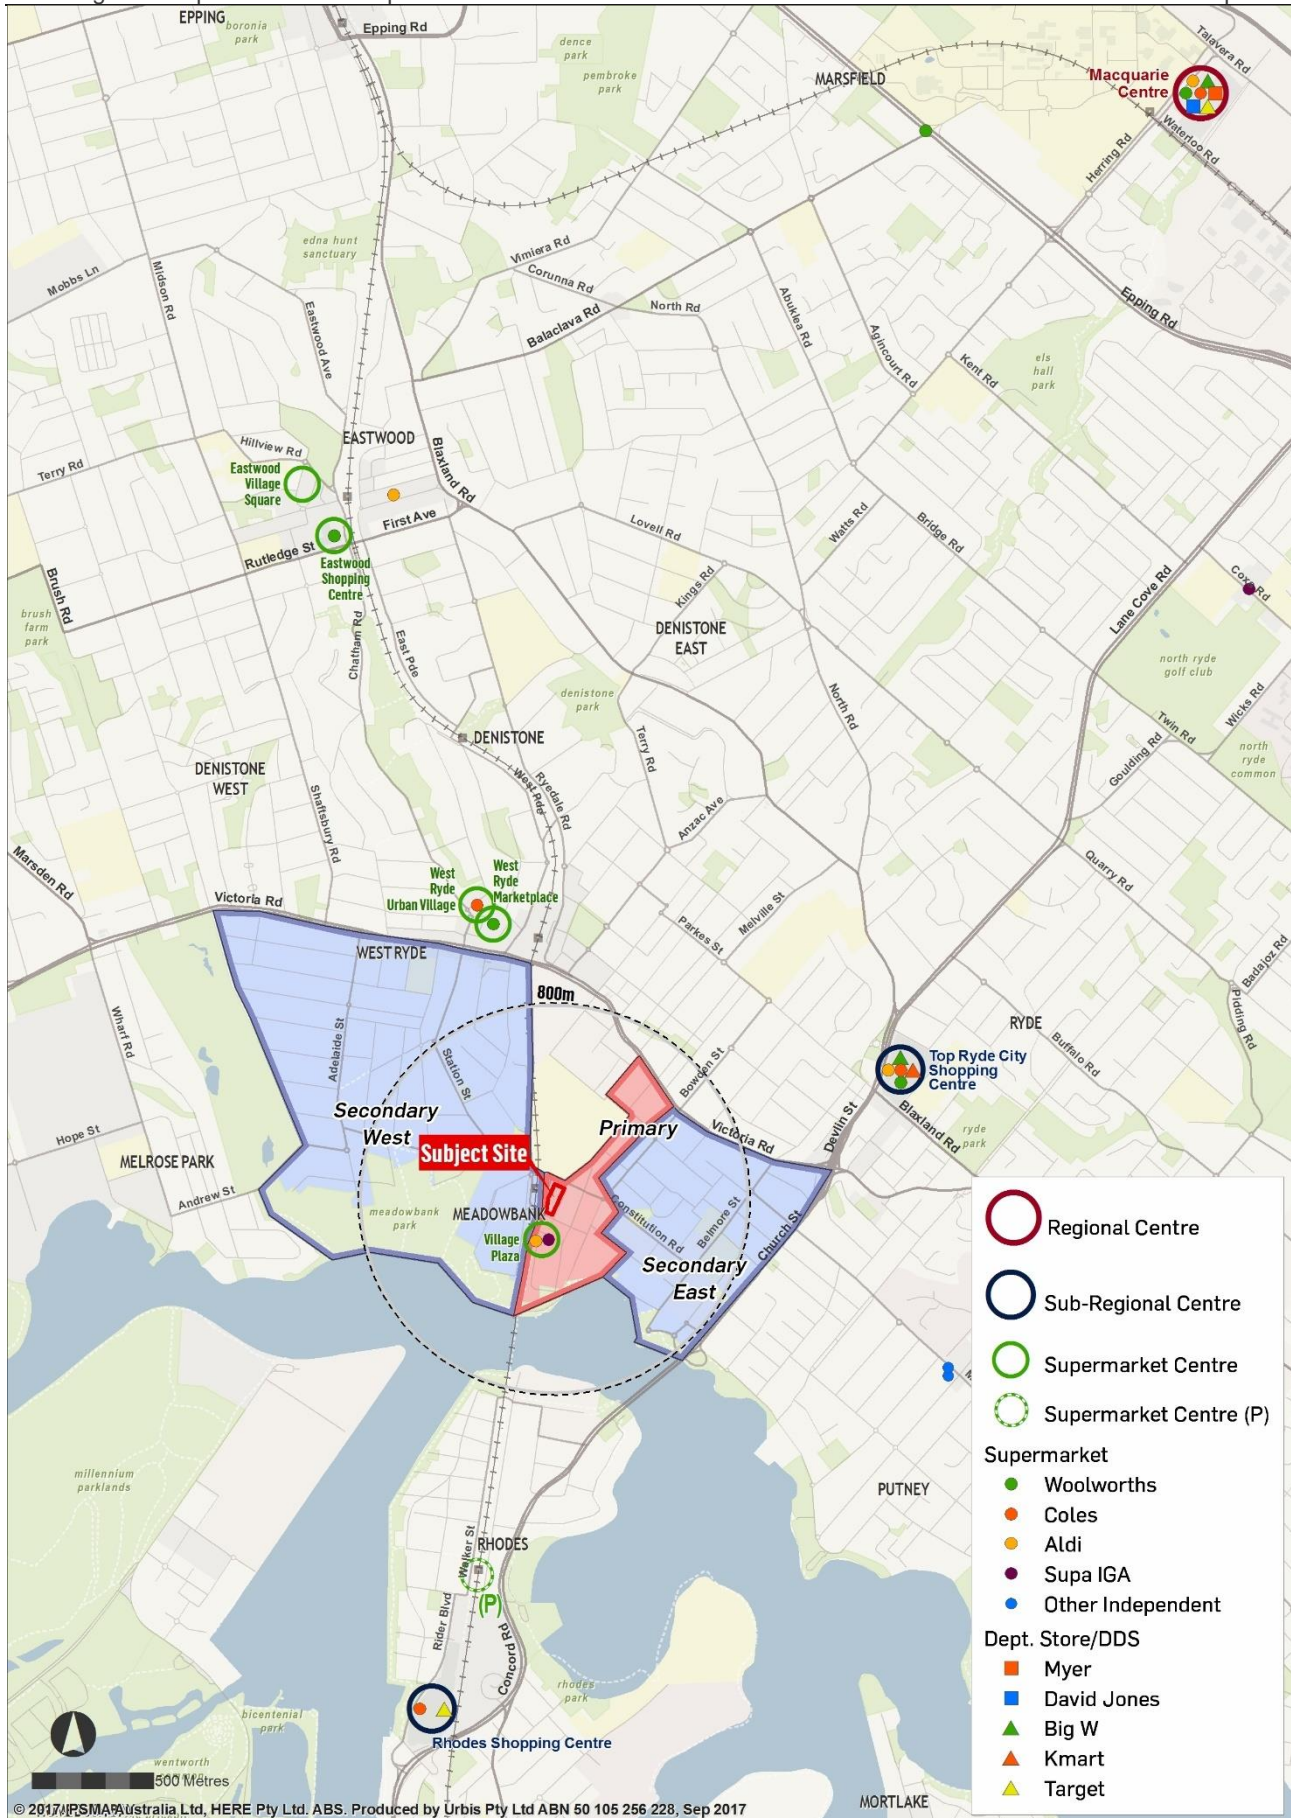 EPPING
Epping Rd
boronia
park
dence
park
pembroke
park
MARSFIELD
Talavera Rd
Macquarie
Centre
Waterloo Rd
Herring Rd
edna hunt
sanctuary
Vimiera Rd
Corunna Rd
North Rd
Balaclava Rd
Abuklea Rd
Agincourt Rd
Kent Rd
Epping Rd
els
hall
park
Mobbs Ln
Midson Rd
Eastwood Ave
EASTWOOD
Hillview Rd
Terry Rd
Eastwood
Village
Square
Blaxland Rd
First Ave
Rutledge St
Eastwood
Shopping
Centre
Lovell Rd
Watts Rd
Bridge Rd
Brush Rd
brush
farm
park
Chatham Rd
East Pde
Kings Rd
DENISTONE
EAST
Lane Cove Rd
Coxs Rd
north ryde
golf club
denistone
park
North Rd
Wicks Rd
Twin Rd
Goulding Rd
north
ryde
common
DENISTONE
DENISTONE
WEST
Terry Rd
West Pde
Ryedale Rd
Shaftsbury Rd
Anzac Ave
Marsden Rd
Victoria Rd
West
Ryde
Urban Village
West
Ryde
Marketplace
Quarry Rd
Melville St
Parkes St
WEST RYDE
800m
Badajoz Rd
Pidding Rd
Wharf Rd
Adelaide St
Station St
RYDE
Buffalo Rd
Top Ryde City
Shopping
Centre
Bowden St
Devlin St
Blaxland Rd
ryde
park
Secondary
West
Primary
Victoria Rd
Hope St
MELROSE PARK
Andrew St
Subject Site
meadowbank
park
MEADOWBANK
Village
Plaza
Constitution Rd
Belmore St
Church St
Secondary
East
Regional Centre
Sub-Regional Centre
Supermarket Centre
Supermarket Centre (P)
Supermarket
Woolworths
Coles
Aldi
Supa IGA
Other Independent
Dept. Store/DDS
Myer
David Jones
Big W
Kmart
Target
millennium
parklands
PUTNEY
Walker St
RHODES
(P)
Rider Blvd
Concord Rd
rhodes
park
bicentenial
park
Rhodes Shopping Centre
wentworth
500 Metres
MORTLAKE
© 2017 PSMA Australia Ltd, HERE Pty Ltd. ABS. Produced by Urbis Pty Ltd ABN 50 105 256 228, Sep 2017